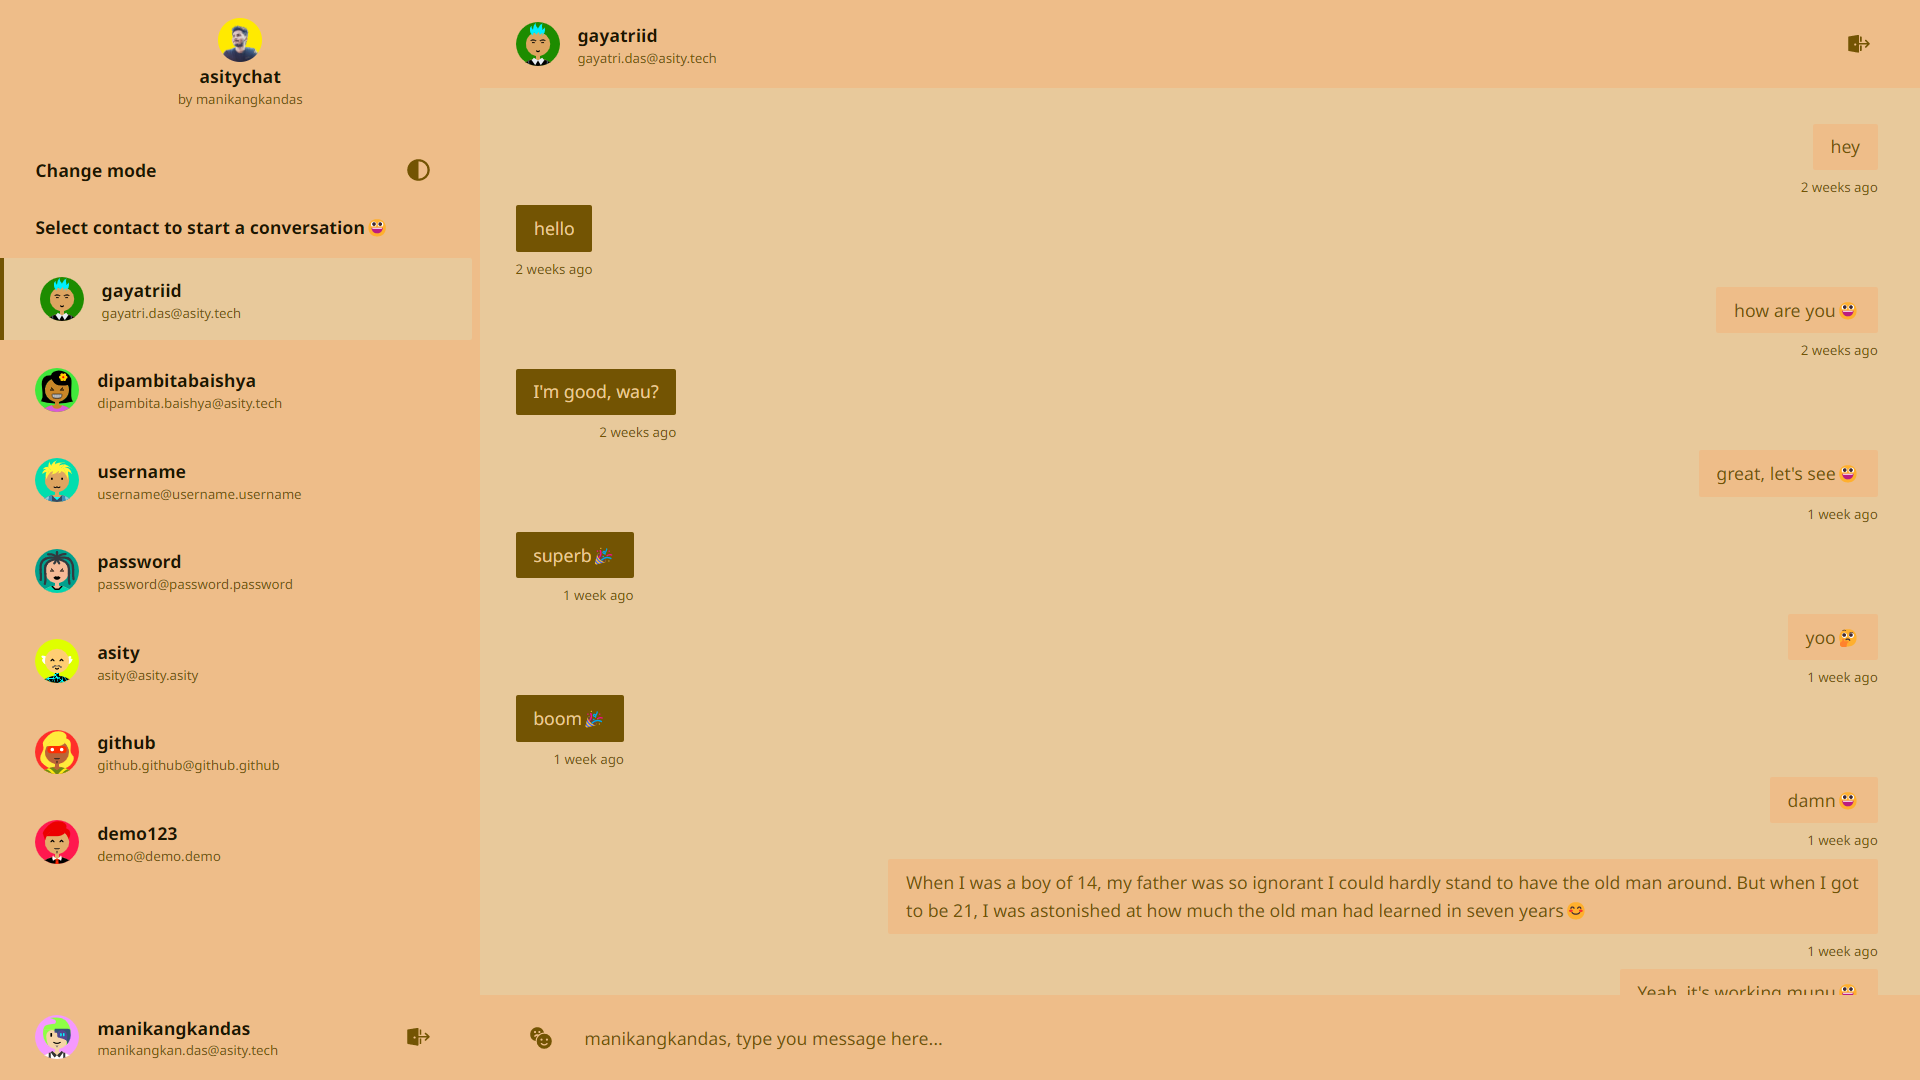 asitychat
by manikangkandas
Change mode
Select contact to start a conversation😀
gayatriid
gayatri.das@asity.tech
dipambitabaishya
dipambita.baishya@asity.tech
username
username@username.username
password
password@password.password
asity
asity@asity.asity
github
github.github@github.github
demo123
demo@demo.demo
manikangkandas
manikangkan.das@asity.tech
gayatriid
gayatri.das@asity.tech
hey
2 weeks ago
hello
2 weeks ago
how are you😀
2 weeks ago
I'm good, wau?
2 weeks ago
great, let's see😀
1 week ago
superb🎉
1 week ago
yoo🤔
1 week ago
boom🎉
1 week ago
damn😀
1 week ago
When I was a boy of 14, my father was so ignorant I could hardly stand to have the old man around. But when I got
to be 21, I was astonished at how much the old man had learned in seven years😊
1 week ago
Yeah, it's working munu😀
manikangkandas, type you message here...